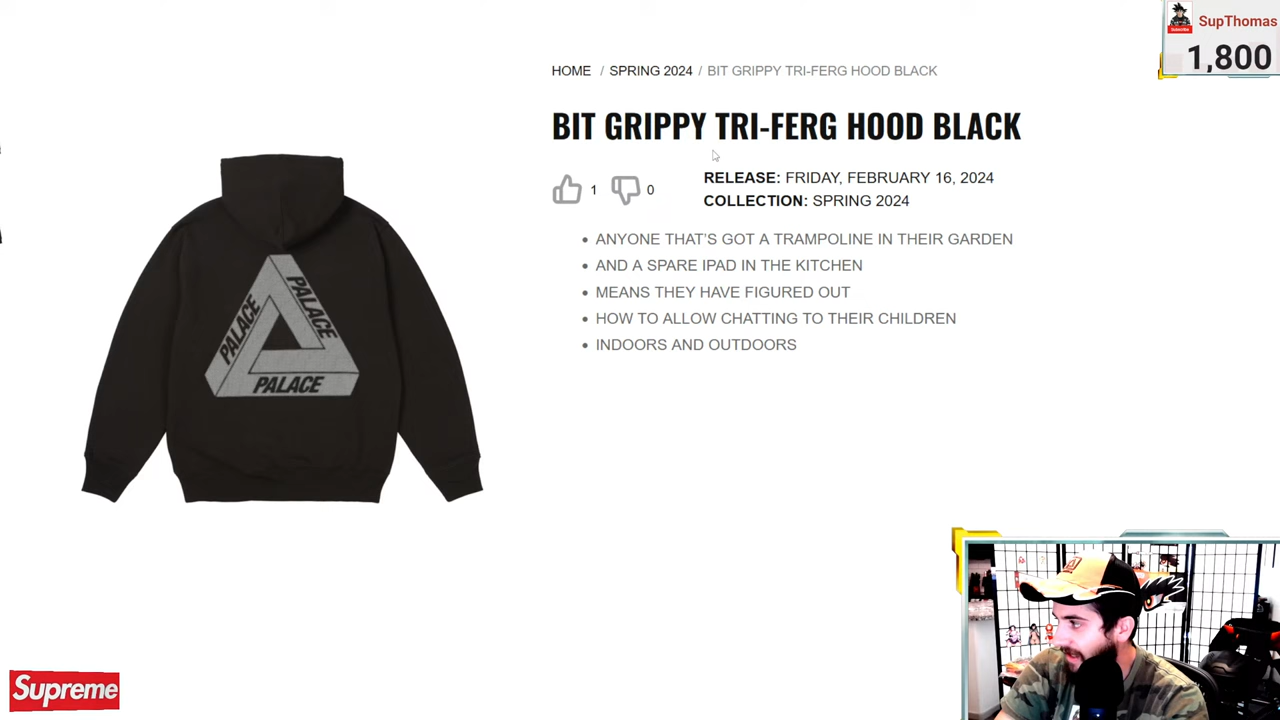 SupThomas
Subscribe
1,800
HOME / SPRING 2024 / BIT GRIPPY TRI-FERG HOOD BLACK
BIT GRIPPY TRI-FERG HOOD BLACK
1 0
RELEASE: FRIDAY, FEBRUARY 16, 2024
COLLECTION: SPRING 2024
• ANYONE THAT’S GOT A TRAMPOLINE IN THEIR GARDEN
• AND A SPARE IPAD IN THE KITCHEN
• MEANS THEY HAVE FIGURED OUT
• HOW TO ALLOW CHATTING TO THEIR CHILDREN
• INDOORS AND OUTDOORS
PALACE
PALACE
PALACE
Supreme